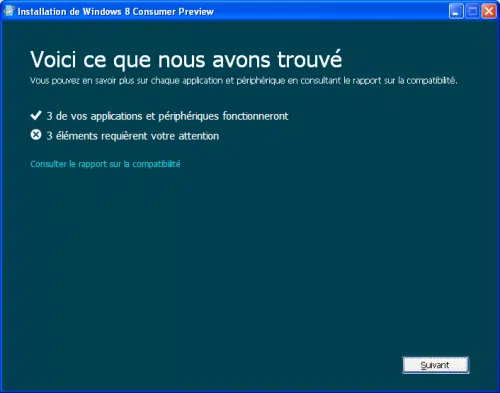 Installation de Windows 8 Consumer Preview
Voici ce que nous avons trouvé
Vous pouvez en savoir plus sur chaque application et périphérique en consultant le rapport sur la compatibilité.
3 de vos applications et périphériques fonctionneront
3 éléments requièrent votre attention
Consulter le rapport sur la compatibilité
Suivant